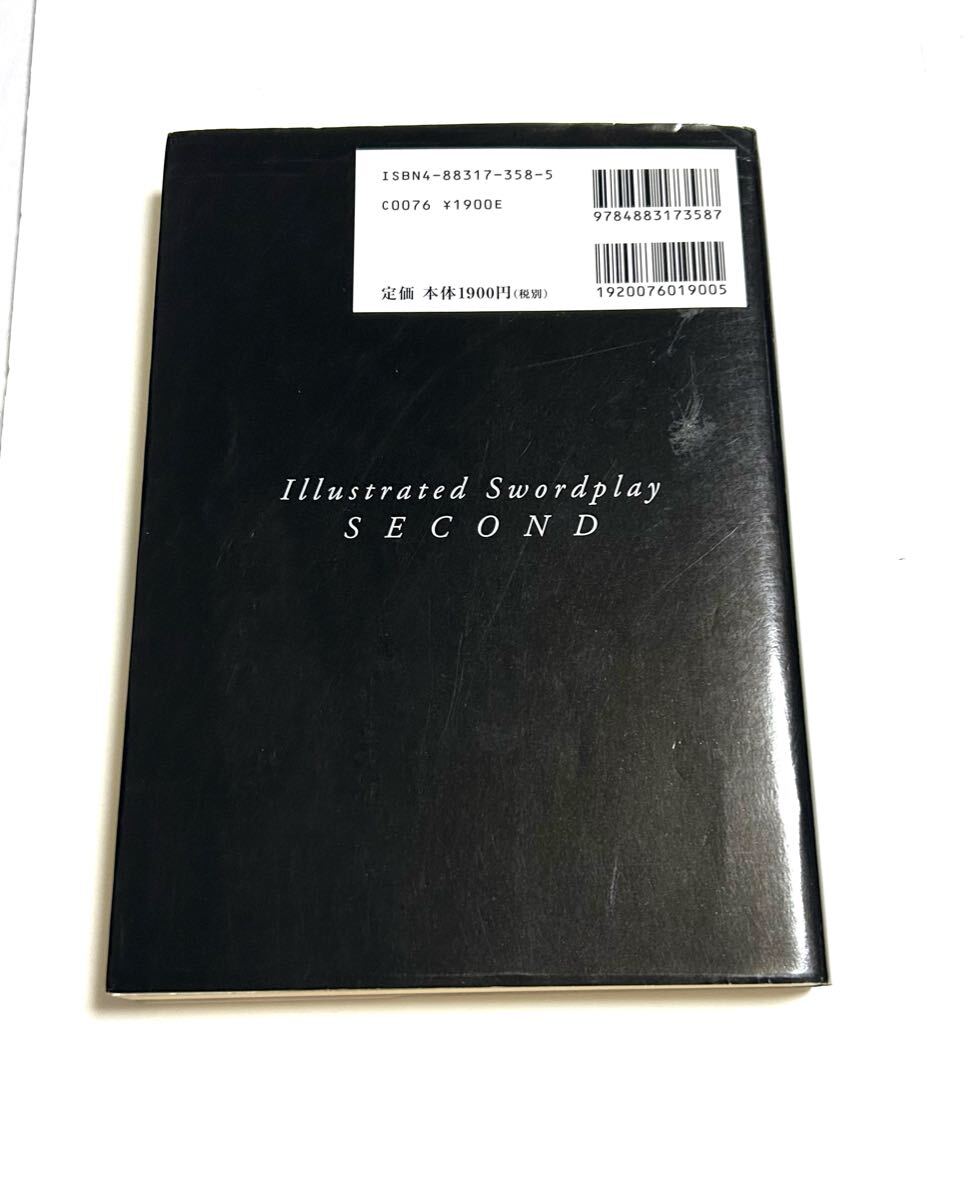 ISBN4-88317-358-5
C0076 ¥1900E
定価 本体1900円(税別)
9784883173587
1920076019005
Illustrated Swordplay
SECOND